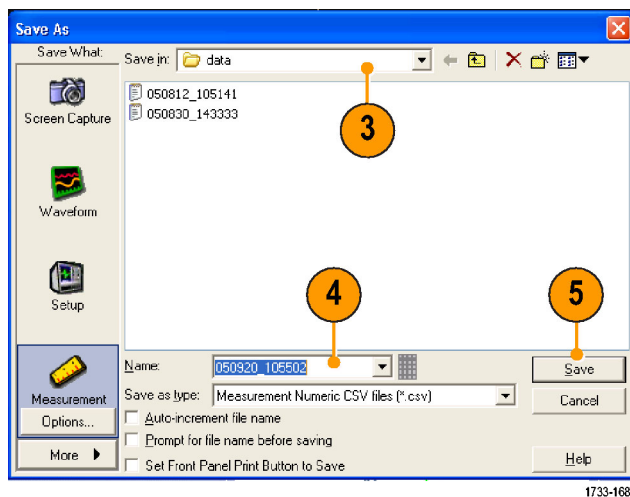 Save As
Save What:
Save in: data
050812_105141
050830_143333
3
Screen Capture
Waveform
Setup
4
5
Name: 050920_105502
Save
Measurement
Save as type: Measurement Numeric CSV files (*.csv)
Cancel
Options...
Auto-increment file name
Prompt for file name before saving
More
Set Front Panel Print Button to Save
Help
1733-168